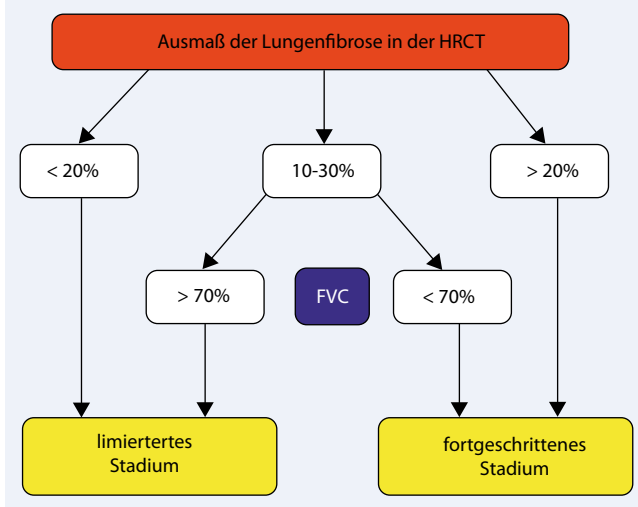 Ausmaß der Lungenfibrose in der HRCT
< 20%
10-30%
> 20%
> 70%
FVC
< 70%
limiertertes
Stadium
fortgeschrittenes
Stadium